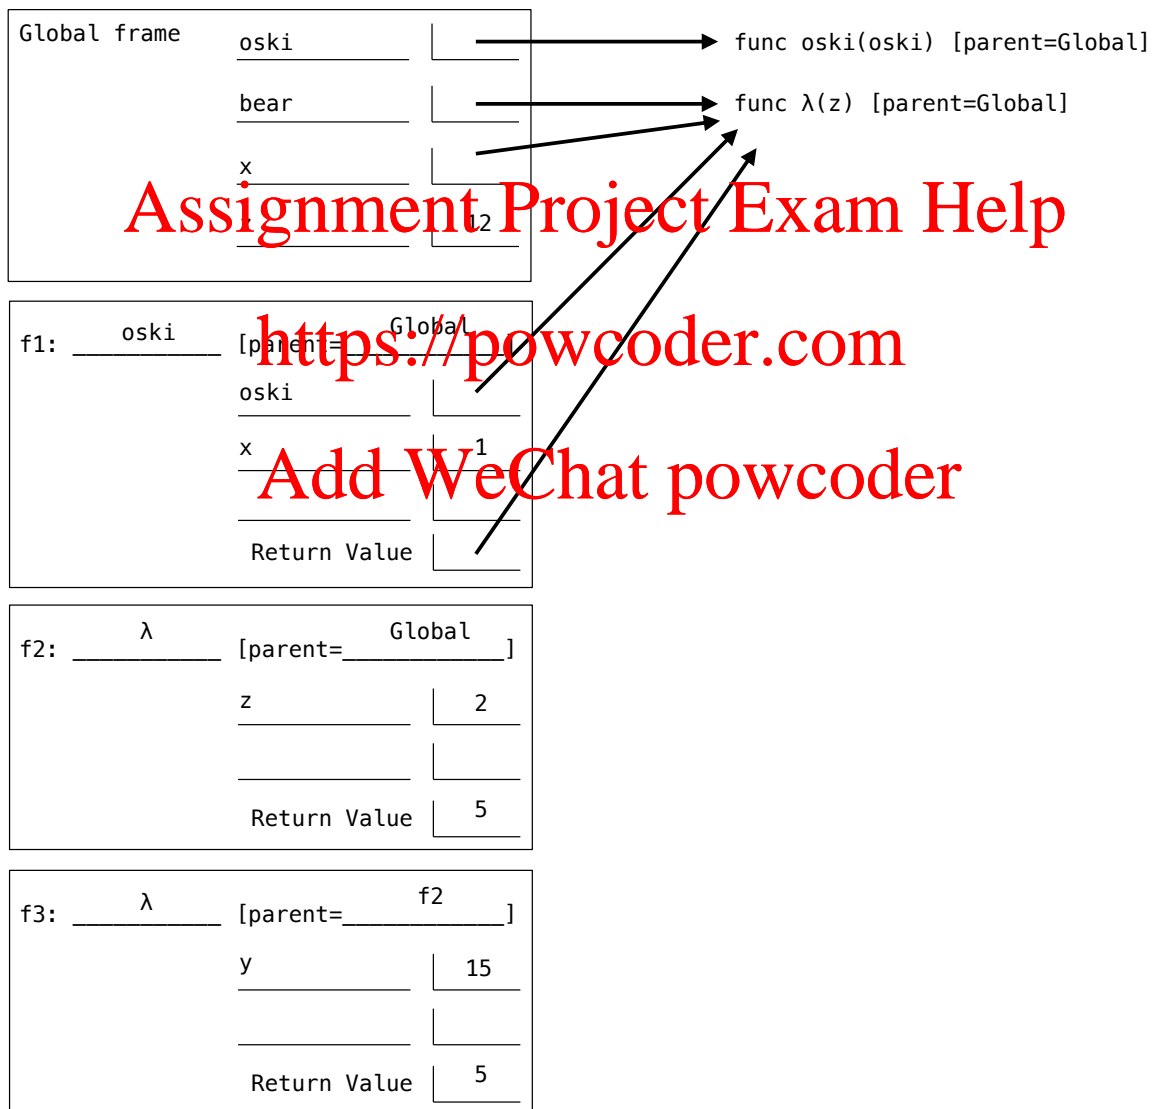 Global frame
oski
func oski(oski) [parent=Global]
bear
func λ(z) [parent=Global]
x
Assignment Project Exam Help
12
f1: oski [parent=Global]
https://powcoder.com
oski
x 1
Add WeChat powcoder
Return Value
f2: λ [parent=Global]
z 2
Return Value 5
f3: λ [parent=f2]
y 15
Return Value 5